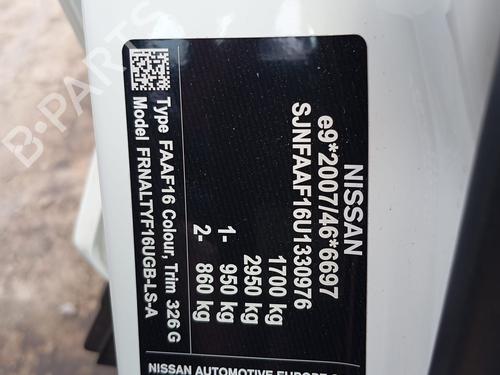 NISSAN
e9*2007/46*6697
SJNFAAF16U1330976
1700 kg
2950 kg
1- 950 kg
2- 860 kg
Type FAAF16 Colour, Trim 326 G
Model FRNALTYF16UGB-LS-A
NISSAN AUTOMOTIVE EUROPE
B-PARTS